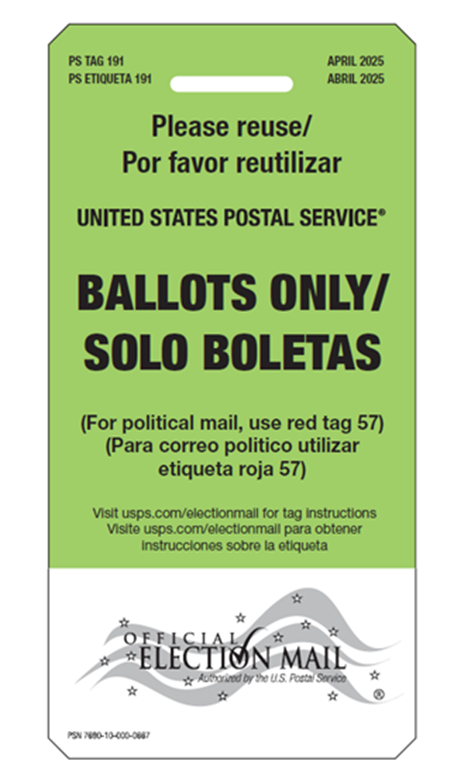 PS TAG 191 APRIL 2025
PS ETIQUETA 191 ABRIL 2025
Please reuse/
Por favor reutilizar
UNITED STATES POSTAL SERVICE®
BALLOTS ONLY/
SOLO BOLETAS
(For political mail, use red tag 57)
(Para correo politico utilizar
etiqueta roja 57)
Visit usps.com/electionmail for tag instructions
Visite usps.com/electionmail para obtener
instrucciones sobre la etiqueta
OFFICIAL
ELECTION MAIL
Authorized by the U.S. Postal Service
®
PSN 7690-10-000-0667